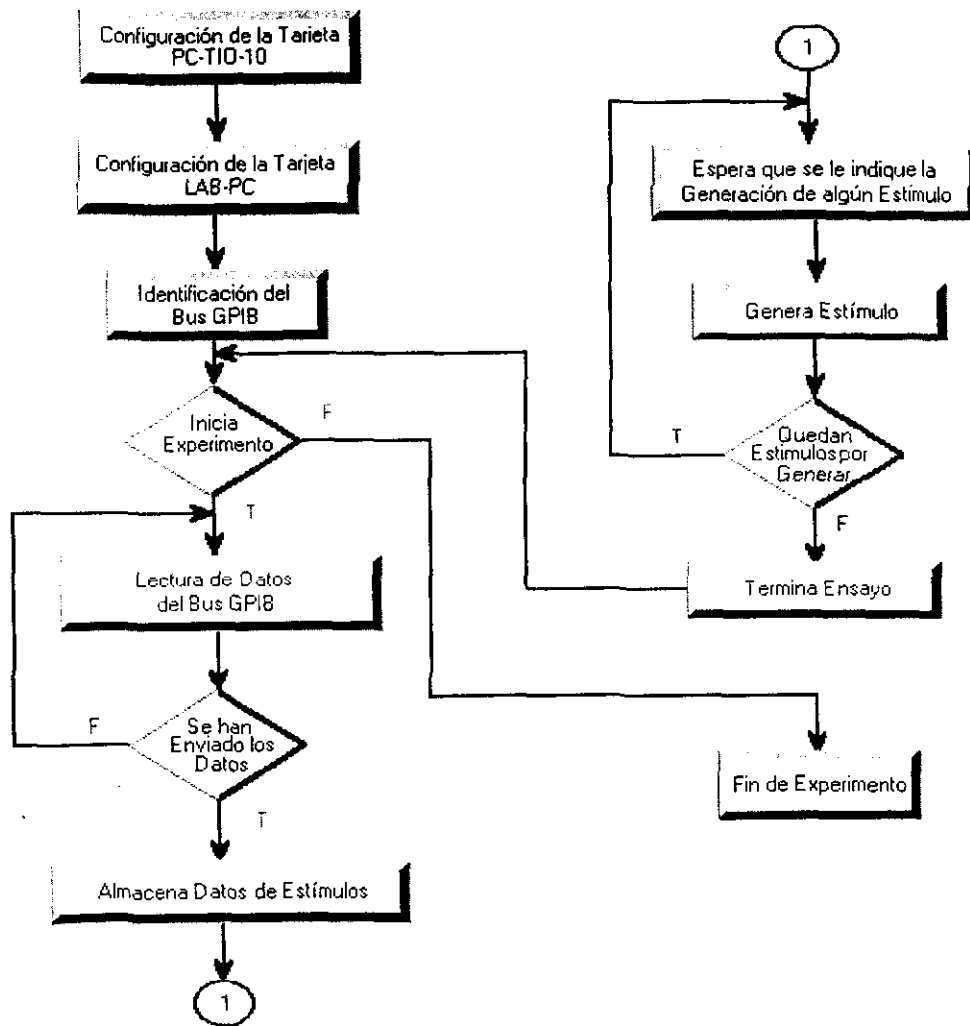 Configuración de la Tarjeta
PC-TIO-10
Configuración de la Tarjeta
LAB-PC
Identificación del
Bus GPIB
Inicia
Experimento
F
T
Lectura de Datos
del Bus GPIB
Se han
Enviado los
Datos
F
T
Almacena Datos de Estímulos
1
1
Espera que se le indique la
Generación de algún Estímulo
Genera Estímulo
Quedan
Estimulos por
Generar
T
F
Termina Ensayo
Fin de Experimento